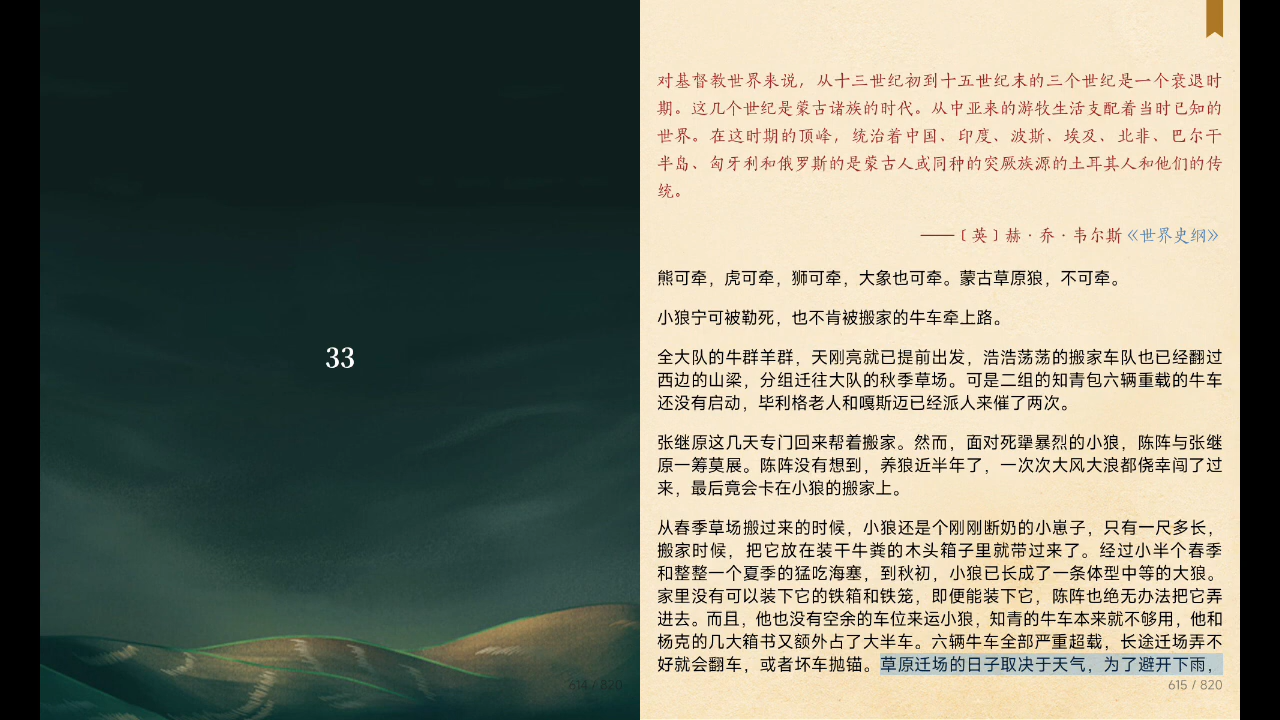 33
614 / 820
对基督教世界来说，从十三世纪初到十五世纪末的三个世纪是一个衰退时
期。这几个世纪是蒙古诸族的时代。从中亚来的游牧生活支配着当时已知的
世界。在这时期的顶峰，统治着中国、印度、波斯、埃及、北非、巴尔干
半岛、匈牙利和俄罗斯的是蒙古人或同种的突厥族源的土耳其人和他们的传
统。
——〔英〕赫·乔·韦尔斯《世界史纲》
熊可牵，虎可牵，狮可牵，大象也可牵。蒙古草原狼，不可牵。
小狼宁可被勒死，也不肯被搬家的牛车牵上路。
全大队的牛群羊群，天刚亮就已提前出发，浩浩荡荡的搬家车队也已经翻过
西边的山梁，分组迁往大队的秋季草场。可是二组的知青包六辆重载的牛车
还没有启动，毕利格老人和嘎斯迈已经派人来催了两次。
张继原这几天专门回来帮着搬家。然而，面对死犟暴烈的小狼，陈阵与张继
原一筹莫展。陈阵没有想到，养狼近半年了，一次次大风大浪都侥幸闯了过
来，最后竟会卡在小狼的搬家上。
从春季草场搬过来的时候，小狼还是个刚刚断奶的小崽子，只有一尺多长，
搬家时候，把它放在装干牛粪的木头箱子里就带过来了。经过小半个春季
和整整一个夏季的猛吃海塞，到秋初，小狼已长成了一条体型中等的大狼。
家里没有可以装下它的铁箱和铁笼，即便能装下它，陈阵也绝无办法把它弄
进去。而且，他也没有空余的车位来运小狼，知青的牛车本来就不够用，他和
杨克的几大箱书又额外占了大半车。六辆牛车全部严重超载，长途迁场弄不
好就会翻车，或者坏车抛锚。草原迁场的日子取决于天气，为了避开下雨，
615 / 820